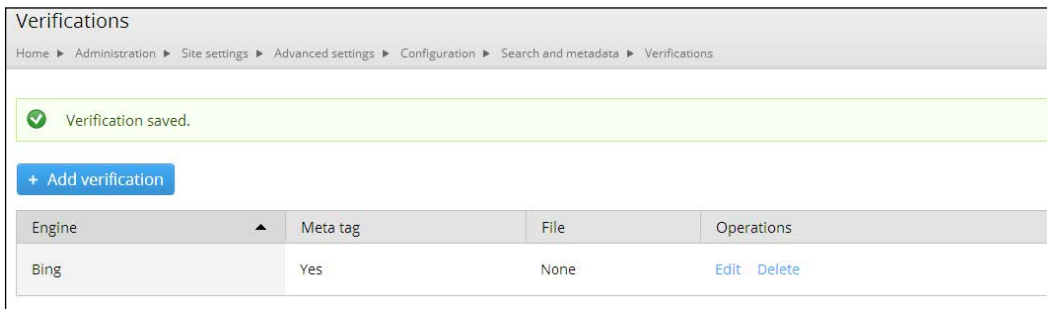 Verifications
Home ▶ Administration ▶ Site settings ▶ Advanced settings ▶ Configuration ▶ Search and metadata ▶ Verifications
Verification saved.
+ Add verification
Engine ▲ Meta tag File Operations
Bing Yes None Edit Delete